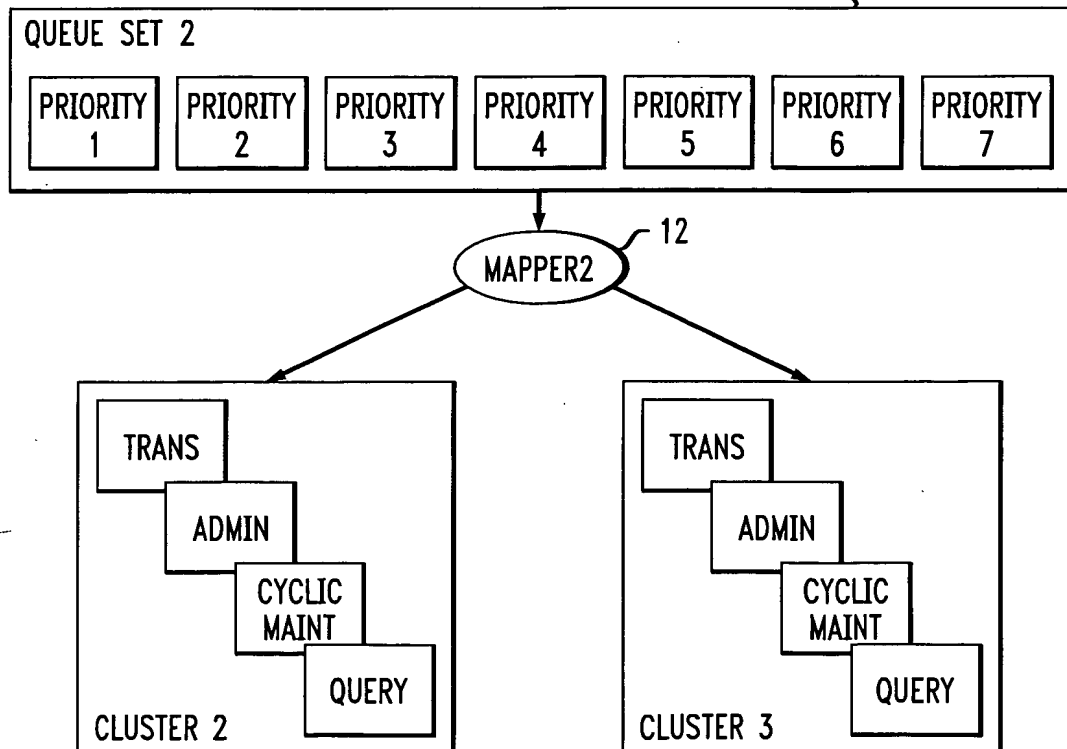 QUEUE SET 2
PRIORITY 1
PRIORITY 2
PRIORITY 3
PRIORITY 4
PRIORITY 5
PRIORITY 6
PRIORITY 7
12
MAPPER2
TRANS
ADMIN
CYCLIC
MAINT
QUERY
CLUSTER 2
TRANS
ADMIN
CYCLIC
MAINT
QUERY
CLUSTER 3